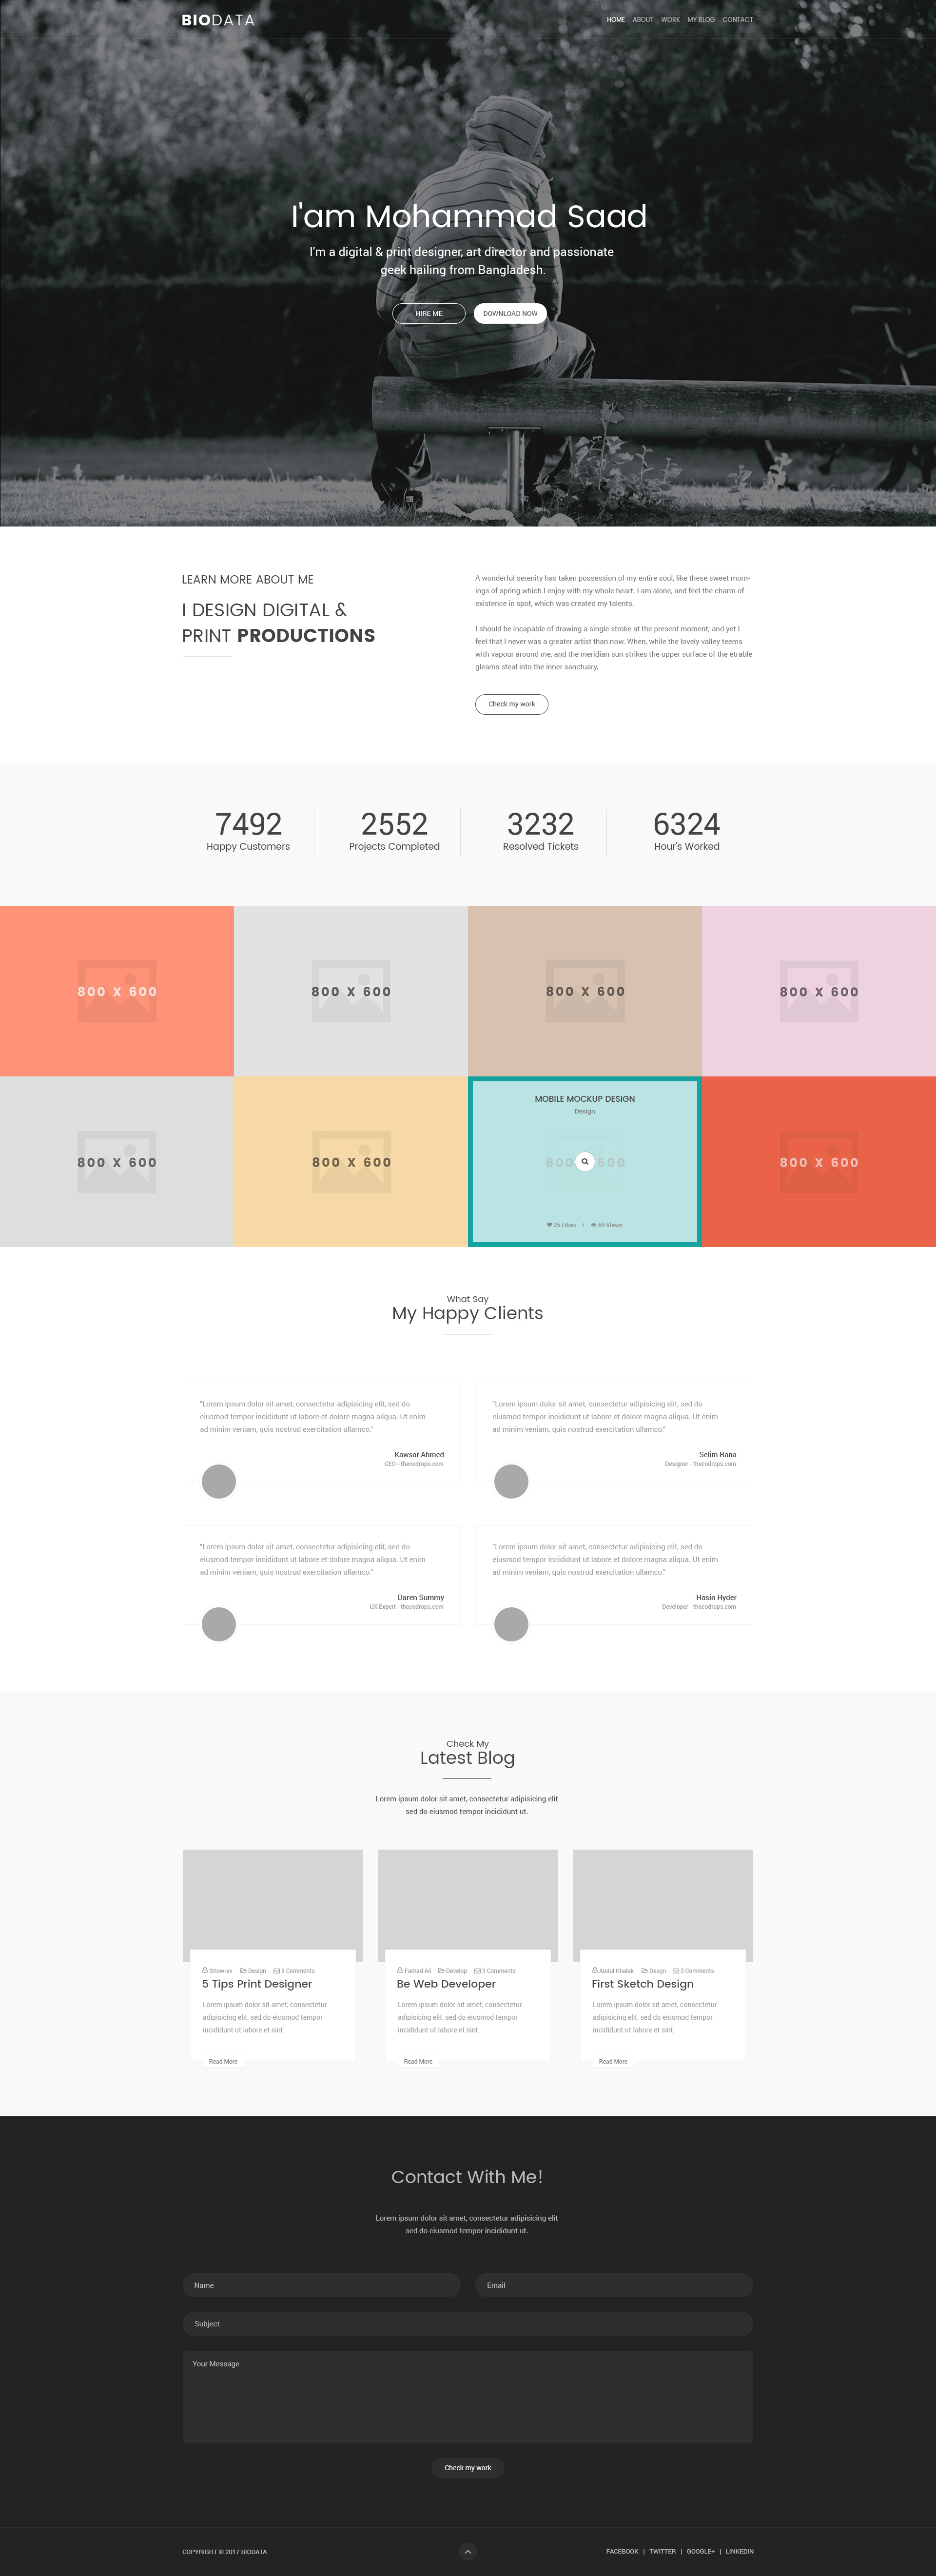 BIODATA
HOME ABOUT WORK MY BLOG CONTACT
I'am Mohammad Saad
I'm a digital & print designer, art director and passionate
geek hailing from Bangladesh.
HIRE ME
DOWNLOAD NOW
LEARN MORE ABOUT ME
I DESIGN DIGITAL &
PRINT PRODUCTIONS
A wonderful serenity has taken possession of my entire soul, like these sweet morn-
ings of spring which I enjoy with my whole heart. I am alone, and feel the charm of
existence in spot, which was created my talents.
I should be incapable of drawing a single stroke at the present moment; and yet I
feel that I never was a greater artist than now. When, while the lovely valley teems
with vapour around me, and the meridian sun strikes the upper surface of the etrable
gleams steal into the inner sanctuary.
Check my work
7492
Happy Customers
2552
Projects Completed
3232
Resolved Tickets
6324
Hour's Worked
800 X 600
800 X 600
800 X 600
800 X 600
800 X 600
800 X 600
MOBILE MOCKUP DESIGN
Design
800 600
25 Likes / 69 Views
800 X 600
What Say
My Happy Clients
"Lorem ipsum dolor sit amet, consectetur adipisicing elit, sed do
eiusmod tempor incididunt ut labore et dolore magna aliqua. Ut enim
ad minim veniam, quis nostrud exercitation ullamco."
Kawsar Ahmed
CEO - thecodrops.com
"Lorem ipsum dolor sit amet, consectetur adipisicing elit, sed do
eiusmod tempor incididunt ut labore et dolore magna aliqua. Ut enim
ad minim veniam, quis nostrud exercitation ullamco."
Selim Rana
Designer - thecodrops.com
"Lorem ipsum dolor sit amet, consectetur adipisicing elit, sed do
eiusmod tempor incididunt ut labore et dolore magna aliqua. Ut enim
ad minim veniam, quis nostrud exercitation ullamco."
Daren Summy
UX Expert - thecodrops.com
"Lorem ipsum dolor sit amet, consectetur adipisicing elit, sed do
eiusmod tempor incididunt ut labore et dolore magna aliqua. Ut enim
ad minim veniam, quis nostrud exercitation ullamco."
Hasin Hyder
Developer - thecodrops.com
Check My
Latest Blog
Lorem ipsum dolor sit amet, consectetur adipisicing elit
sed do eiusmod tempor incididunt ut.
Showrav Design 3 Comments
5 Tips Print Designer
Lorem ipsum dolor sit amet, consectetur
adipisicing elit, sed do eiusmod tempor
incididunt ut labore et sint.
Read More
Farhad Ali Develop 3 Comments
Be Web Developer
Lorem ipsum dolor sit amet, consectetur
adipisicing elit, sed do eiusmod tempor
incididunt ut labore et sint.
Read More
Abdul Khalek Desgn 3 Comments
First Sketch Design
Lorem ipsum dolor sit amet, consectetur
adipisicing elit, sed do eiusmod tempor
incididunt ut labore et sint.
Read More
Contact With Me!
Lorem ipsum dolor sit amet, consectetur adipisicing elit
sed do eiusmod tempor incididunt ut.
Name
Email
Subject
Your Message
Check my work
COPYRIGHT © 2017 BIODATA
FACEBOOK | TWITTER | GOOGLE+ | LINKEDIN